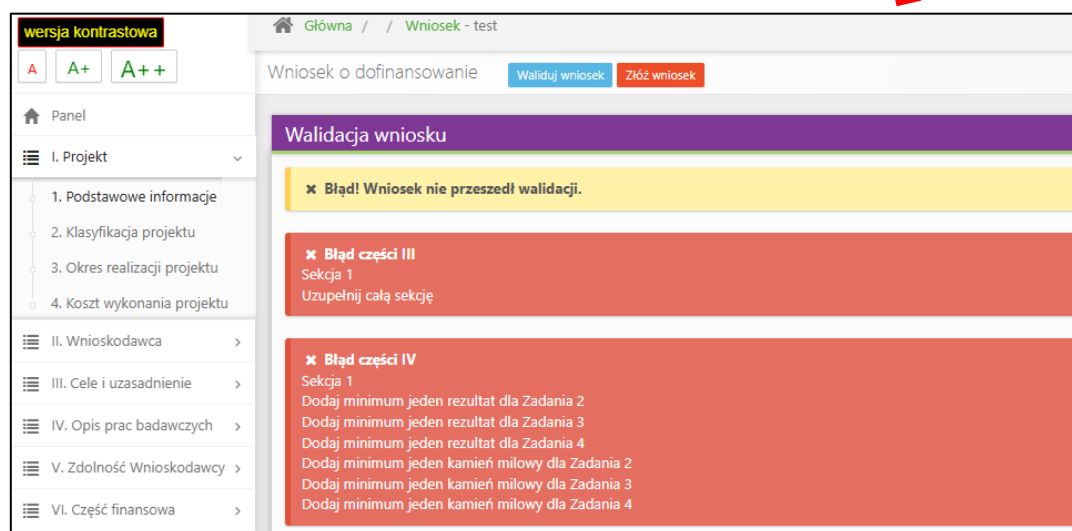 wersja kontrastowa
A A+ A++
Panel
I. Projekt
1. Podstawowe informacje
2. Klasyfikacja projektu
3. Okres realizacji projektu
4. Koszt wykonania projektu
II. Wnioskodawca
III. Cele i uzasadnienie
IV. Opis prac badawczych
V. Zdolność Wnioskodawcy
VI. Część finansowa
Główna / / Wniosek - test
Wniosek o dofinansowanie Waliduj wniosek Złóż wniosek
Walidacja wniosku
Błąd! Wniosek nie przeszedł walidacji.
Błąd części III
Sekcja 1
Uzupełnij całą sekcję
Błąd części IV
Sekcja 1
Dodaj minimum jeden rezultat dla Zadania 2
Dodaj minimum jeden rezultat dla Zadania 3
Dodaj minimum jeden rezultat dla Zadania 4
Dodaj minimum jeden kamień milowy dla Zadania 2
Dodaj minimum jeden kamień milowy dla Zadania 3
Dodaj minimum jeden kamień milowy dla Zadania 4